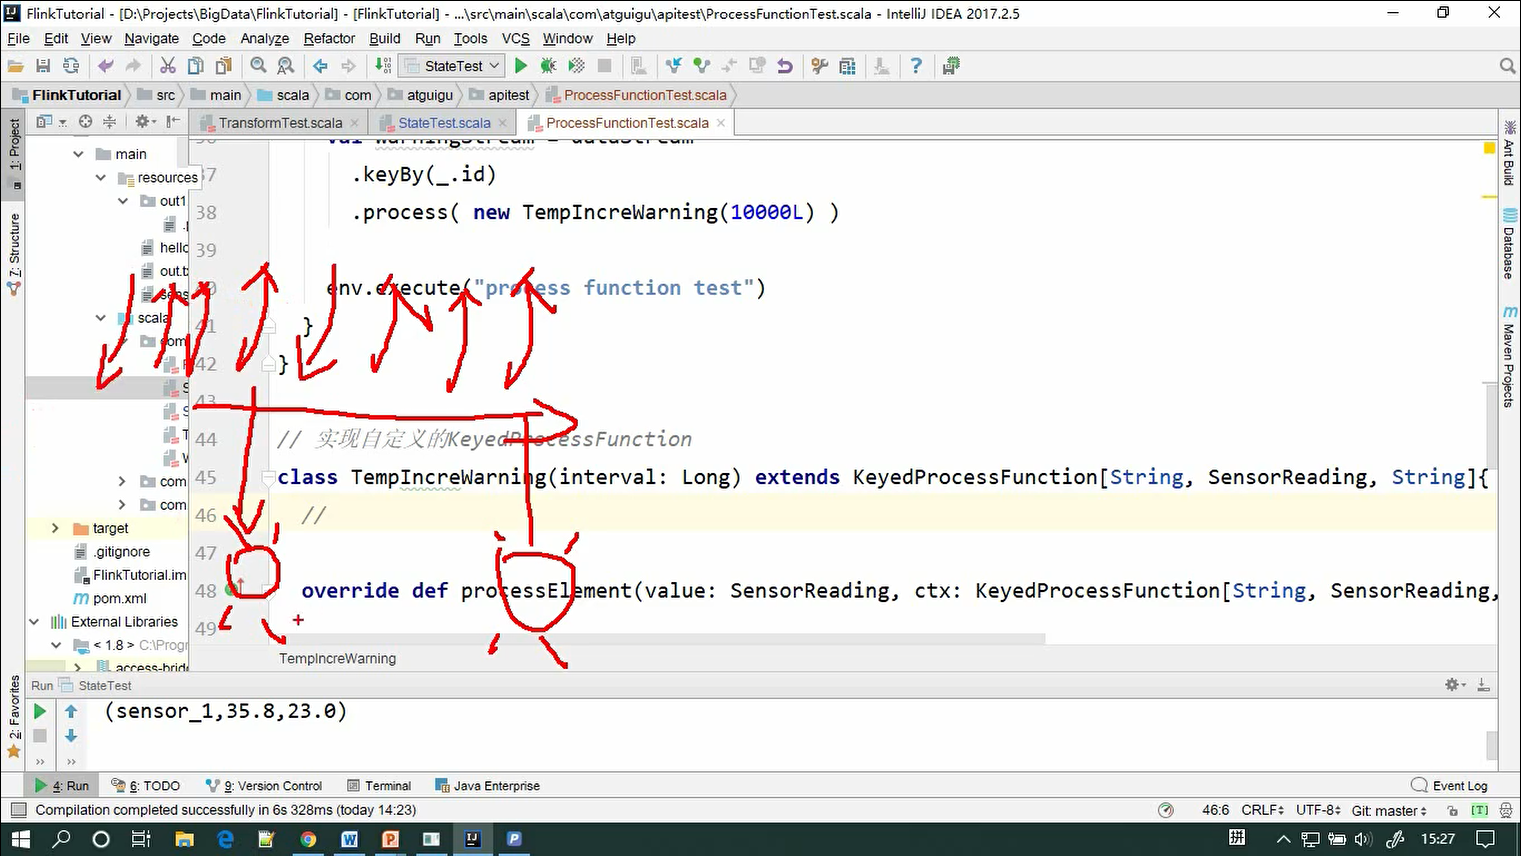 FlinkTutorial - [D:\Projects\BigData\FlinkTutorial] - [FlinkTutorial] - ...\src\main\scala\com\atguigu\apitest\ProcessFunctionTest.scala - IntelliJ IDEA 2017.2.5
File Edit View Navigate Code Analyze Refactor Build Run Tools VCS Window Help
StateTest
FlinkTutorial src main scala com atguigu apitest ProcessFunctionTest.scala
TransformTest.scala StateTest.scala ProcessFunctionTest.scala
1: Project
7: Structure
2: Favorites
main
resources
out1
hello
out.tx
scala
com
com
com
target
.gitignore
FlinkTutorial.im
pom.xml
External Libraries
< 1.8 > C:\Progr
access-bridg
val warningStream = dataStream
37 .keyBy(_.id)
38 .process( new TempIncreWarning(10000L) )
39
env.execute("process function test")
41 }
42 }
43
44 // 实现自定义的KeyedProcessFunction
45 class TempIncreWarning(interval: Long) extends KeyedProcessFunction[String, SensorReading, String]{
46 //
47
48 override def processElement(value: SensorReading, ctx: KeyedProcessFunction[String, SensorReading,
49
TempIncreWarning
Ant Build
Database
Maven Projects
Run StateTest
(sensor_1,35.8,23.0)
4: Run 6: TODO 9: Version Control Terminal Java Enterprise Event Log
Compilation completed successfully in 6s 328ms (today 14:23) 46:6 CRLF UTF-8 Git: master [T]
15:27